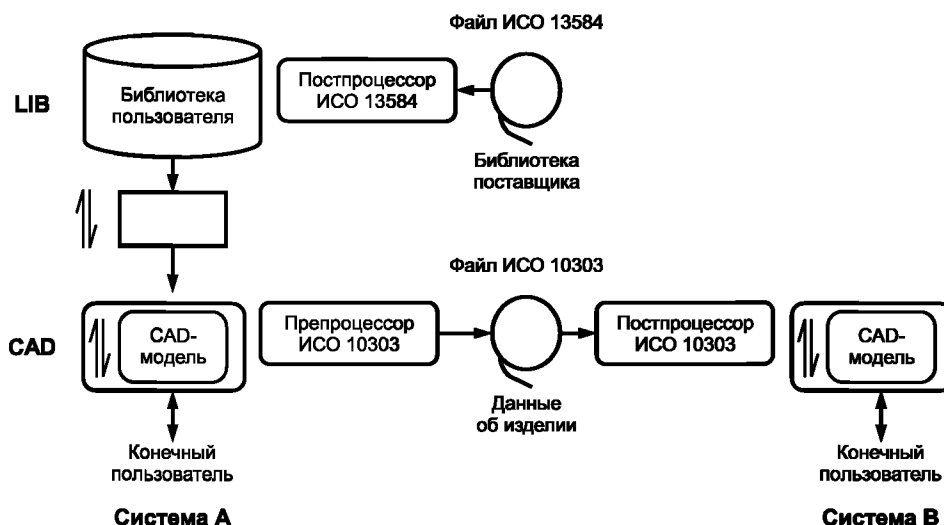 Файл ИСО 13584
LIB
Библиотека
пользователя
Постпроцессор
ИСО 13584
Библиотека
поставщика
Файл ИСО 10303
CAD
CAD-
модель
Препроцессор
ИСО 10303
Постпроцессор
ИСО 10303
CAD-
модель
Данные
об изделии
Конечный
пользователь
Конечный
пользователь
Система А
Система В